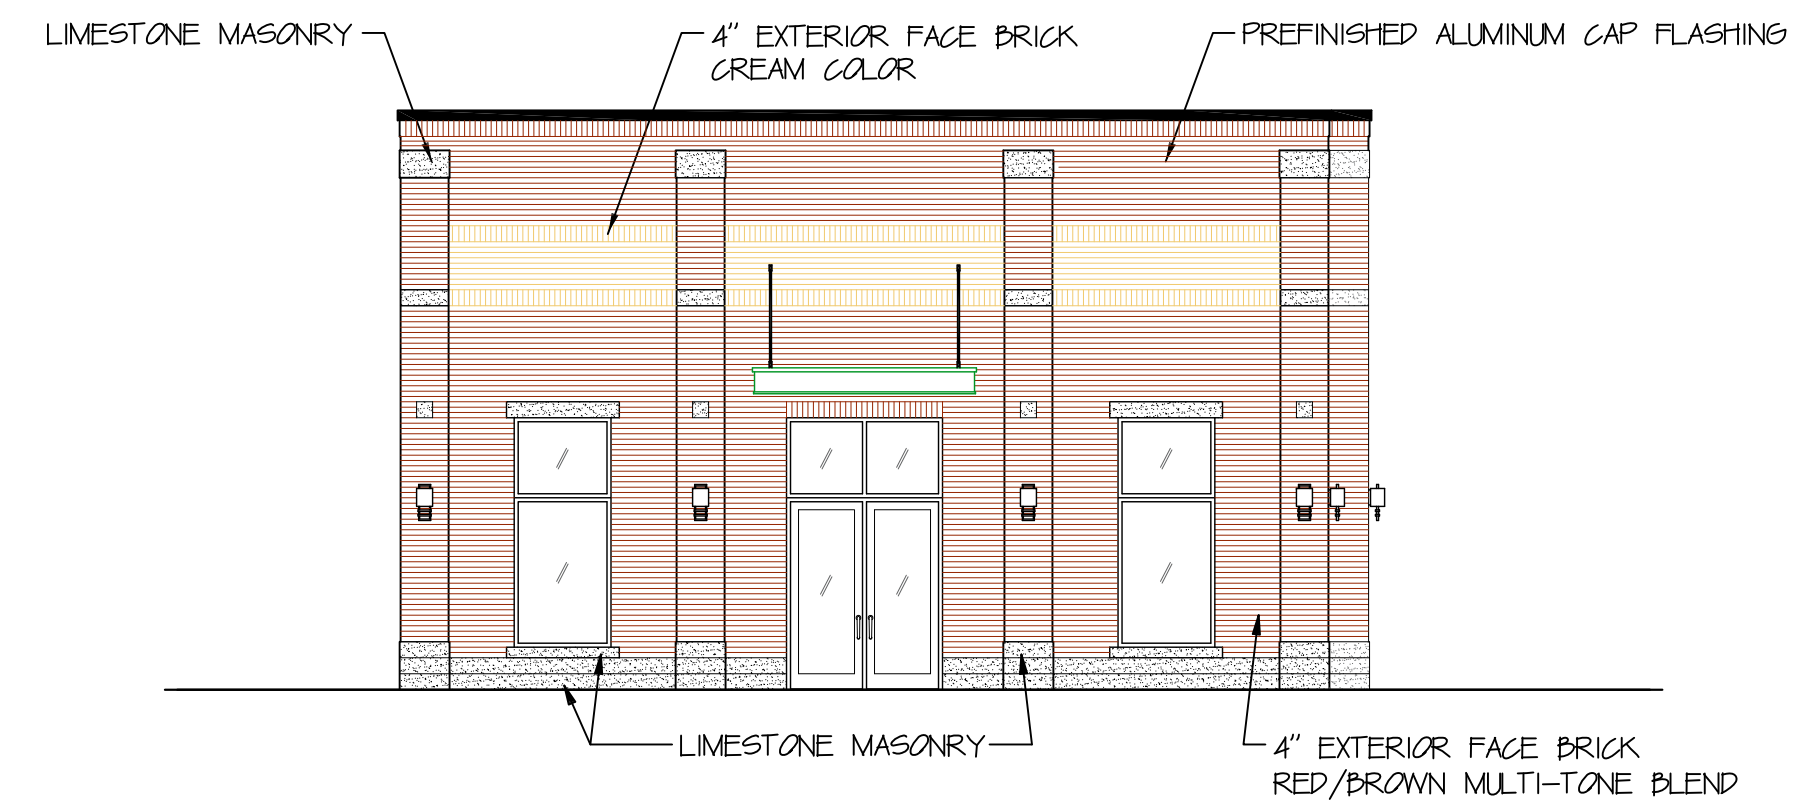 LIMESTONE MASONRY
4" EXTERIOR FACE BRICK
CREAM COLOR
PREFINISHED ALUMINUM CAP FLASHING
LIMESTONE MASONRY
4" EXTERIOR FACE BRICK
RED/BROWN MULTI-TONE BLEND